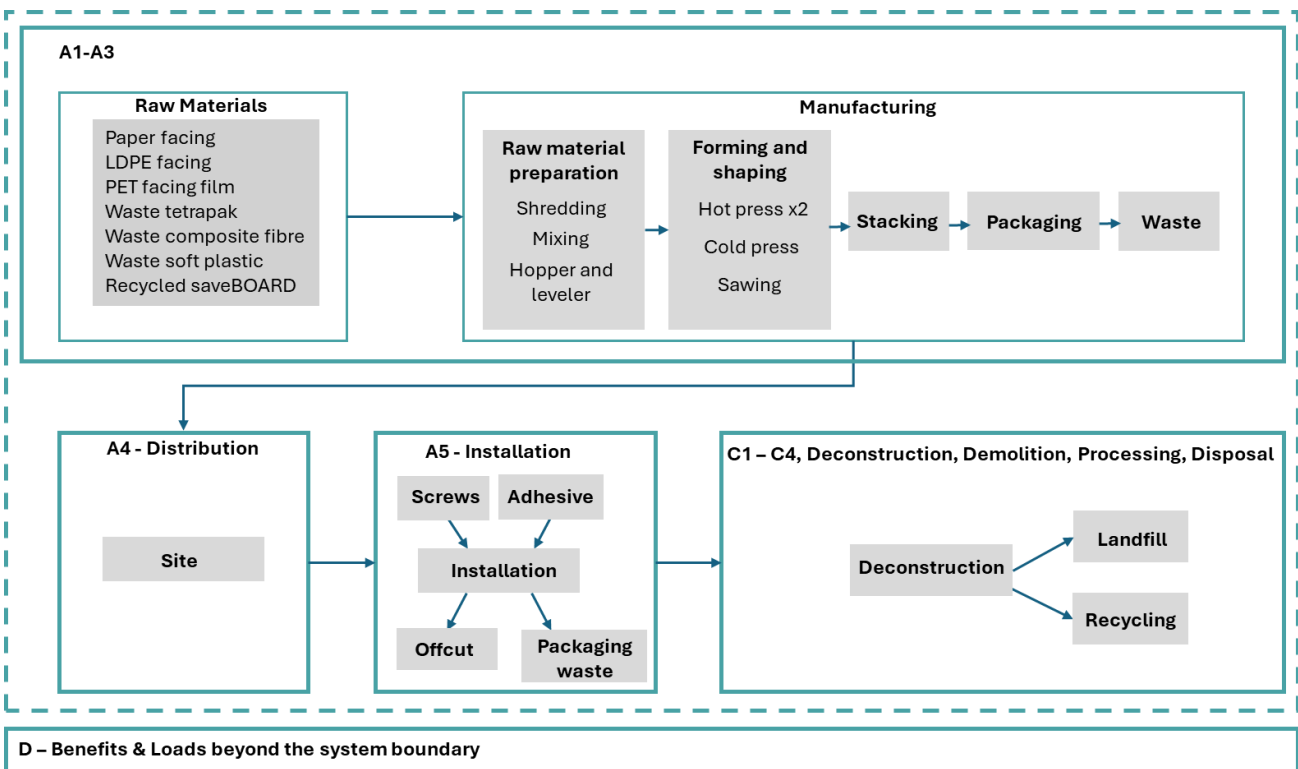 A1-A3
Raw Materials
Paper facing
LDPE facing
PET facing film
Waste tetrapak
Waste composite fibre
Waste soft plastic
Recycled saveBOARD
Manufacturing
Raw material
preparation
Shredding
Mixing
Hopper and
leveler
Forming and
shaping
Hot press x2
Cold press
Sawing
Stacking
Packaging
Waste
A4 - Distribution
Site
A5 - Installation
Screws
Adhesive
Installation
Offcut
Packaging
waste
C1 – C4, Deconstruction, Demolition, Processing, Disposal
Deconstruction
Landfill
Recycling
D – Benefits & Loads beyond the system boundary